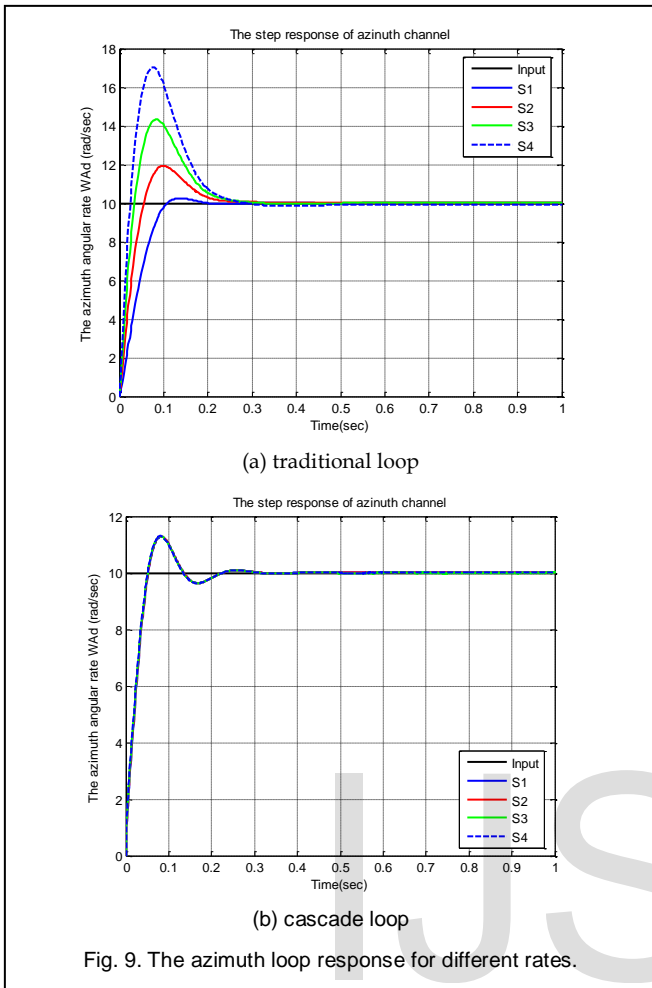 The step response of azimuth channel
18
16
14
12
10
8
6
4
2
0
The azimuth angular rate WAd (rad/sec)
Input
S1
S2
S3
S4
0 0.1 0.2 0.3 0.4 0.5 0.6 0.7 0.8 0.9 1
Time(sec)
(a) traditional loop
The step response of azimuth channel
12
10
8
6
4
2
0
The azimuth angular rate WAd (rad/sec)
Input
S1
S2
S3
S4
0 0.1 0.2 0.3 0.4 0.5 0.6 0.7 0.8 0.9 1
Time(sec)
(b) cascade loop
Fig. 9. The azimuth loop response for different rates.
IJS